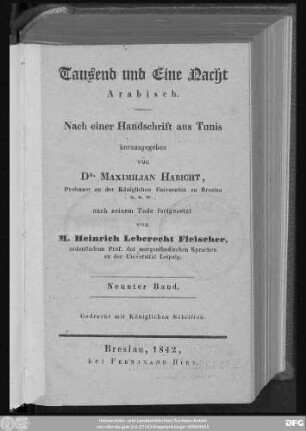 Tausend und Eine Nacht
Arabisch.
Nach einer Handschrift aus Tunis
herausgegeben
von
Dr. MAXIMILIAN HABICHT,
Professor an der Königlichen Universität zu Breslau
u. s. w.,
nach seinem Tode fortgesetzt
von
M. Heinrich Leberecht Fleischer,
ordentlichem Prof. der morgenländischen Sprachen
an der Universität Leipzig.
Neunter Band.
Gedruckt mit Königlichen Schriften.
Breslau, 1842,
bei FERDINAND HIRT.
DFG